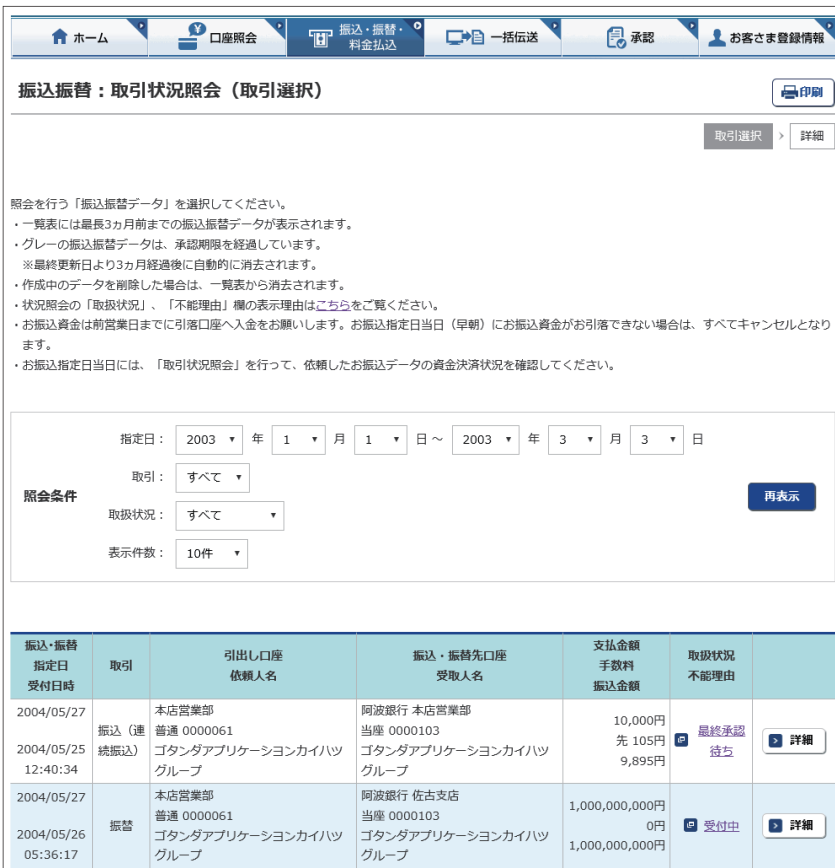 ホーム
口座照会
振込・振替・
料金払込
一括伝送
承認
お客さま登録情報
振込振替：取引状況照会（取引選択）
印刷
取引選択
詳細
照会を行う「振込振替データ」を選択してください。
・一覧表には最長3ヵ月前までの振込振替データが表示されます。
・グレーの振込振替データは、承認期限を経過しています。
※最終更新日より3ヵ月経過後に自動的に消去されます。
・作成中のデータを削除した場合は、一覧表から消去されます。
・状況照会の「取扱状況」、「不能理由」欄の表示理由はこちらをご覧ください。
・お振込資金は前営業日までに引落口座へ入金をお願いします。お振込指定日当日（早朝）にお振込資金がお引落できない場合は、すべてキャンセルとなり
ます。
・お振込指定日当日には、「取引状況照会」を行って、依頼したお振込データの資金決済状況を確認してください。
照会条件
指定日： 2003 年 1 月 1 日～ 2003 年 3 月 3 日
取引： すべて
取扱状況： すべて
表示件数： 10件
再表示
振込・振替
指定日
受付日時
取引
引出し口座
依頼人名
振込・振替先口座
受取人名
支払金額
手数料
振込金額
取扱状況
不能理由
2004/05/27
2004/05/25
12:40:34
振込（連
続振込）
本店営業部
普通 0000061
ゴタンダアプリケーションカイハツ
グループ
阿波銀行 本店営業部
当座 0000103
ゴタンダアプリケーションカイハツ
グループ
10,000円
先 105円
9,895円
最終承認
待ち
詳細
2004/05/27
2004/05/26
05:36:17
振替
本店営業部
普通 0000061
ゴタンダアプリケーションカイハツ
グループ
阿波銀行 佐古支店
当座 0000103
ゴタンダアプリケーションカイハツ
グループ
1,000,000,000円
0円
1,000,000,000円
受付中
詳細